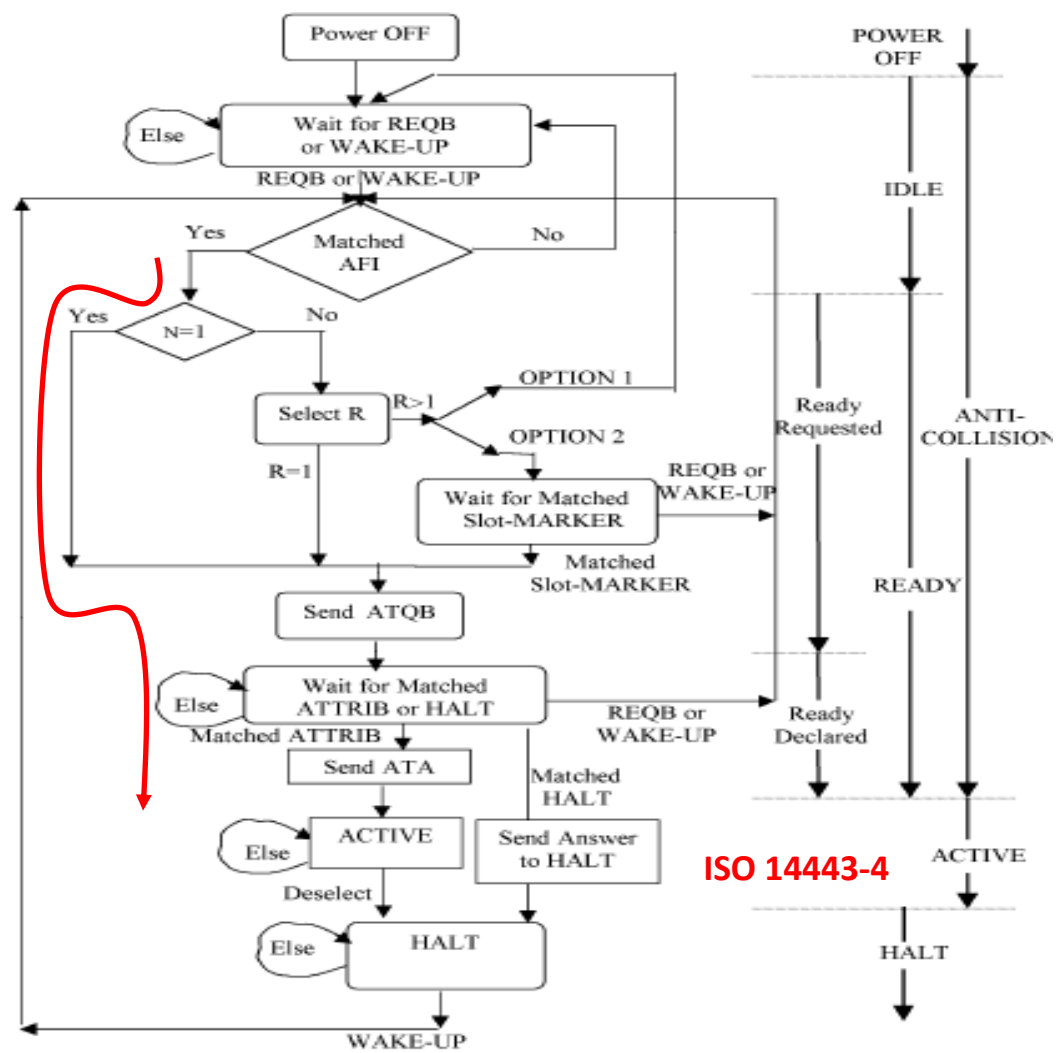 Power OFF
Wait for REQB
or WAKE-UP
Else
REQB or WAKE-UP
Matched
AFI
Yes
No
N=1
Yes
No
Select R
R>1
OPTION 1
OPTION 2
R=1
Wait for Matched
Slot-MARKER
REQB or
WAKE-UP
Matched
Slot-MARKER
Send ATQB
Wait for Matched
ATTRIB or HALT
Else
REQB or
WAKE-UP
Matched ATTRIB
Send ATA
Matched
HALT
ACTIVE
Else
Send Answer
to HALT
Deselect
HALT
Else
WAKE-UP
POWER
OFF
IDLE
Ready
Requested
ANTI-
COLLISION
READY
Ready
Declared
ISO 14443-4
ACTIVE
HALT